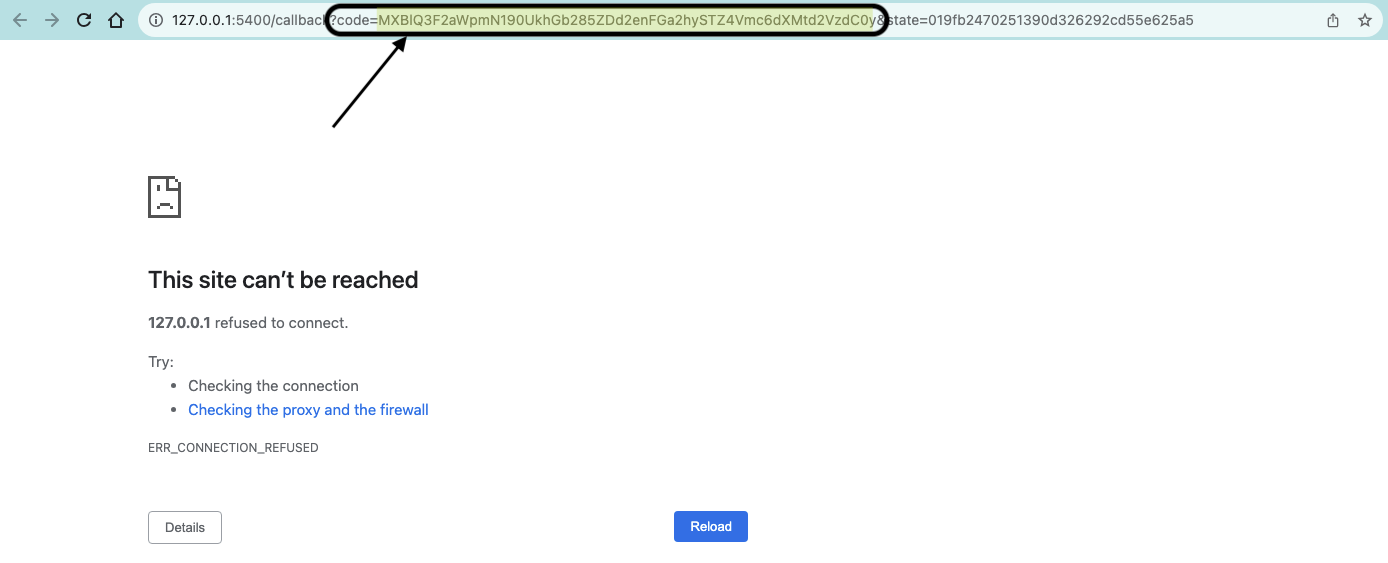 127.0.0.1:5400/callback?code=MXBlQ3F2aWpmN190UkhGb285ZDd2enFGa2hySTZ4Vmc6dXMtd2VzdC0y&state=019fb2470251390d326292cd55e625a5
This site can't be reached
127.0.0.1 refused to connect.
Try:
• Checking the connection
• Checking the proxy and the firewall
ERR_CONNECTION_REFUSED
Details Reload